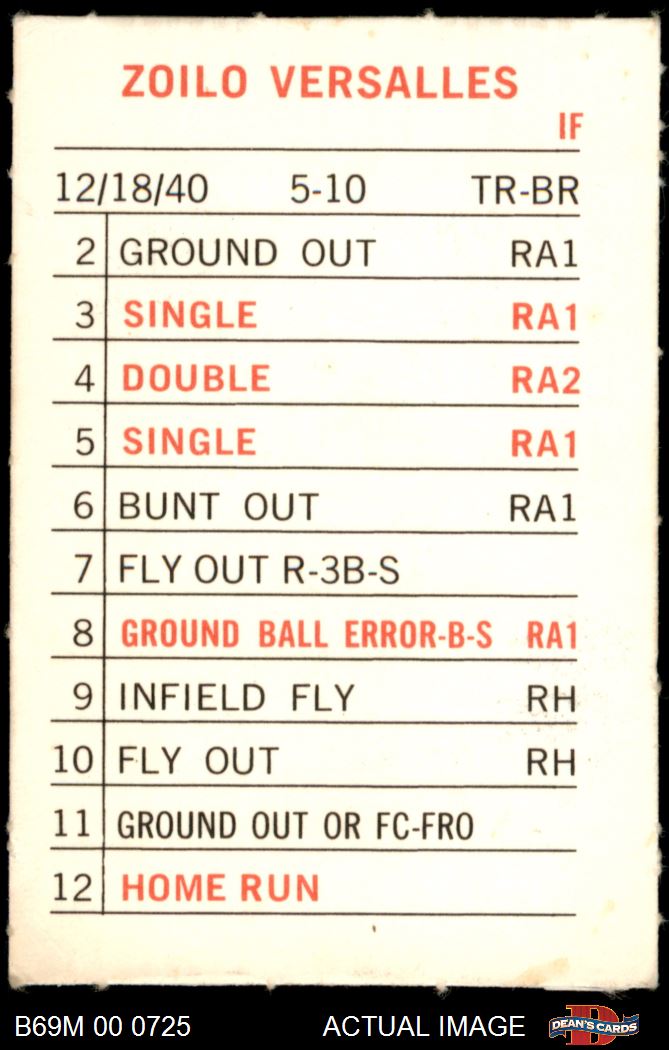 ZOILO VERSALLES
IF
12/18/40 5-10 TR-BR
2 GROUND OUT RA1
3 SINGLE RA1
4 DOUBLE RA2
5 SINGLE RA1
6 BUNT OUT RA1
7 FLY OUT R-3B-S
8 GROUND BALL ERROR-B-S RA1
9 INFIELD FLY RH
10 FLY OUT RH
11 GROUND OUT OR FC-FRO
12 HOME RUN
B69M 00 0725 ACTUAL IMAGE D DEAN'S CARDS